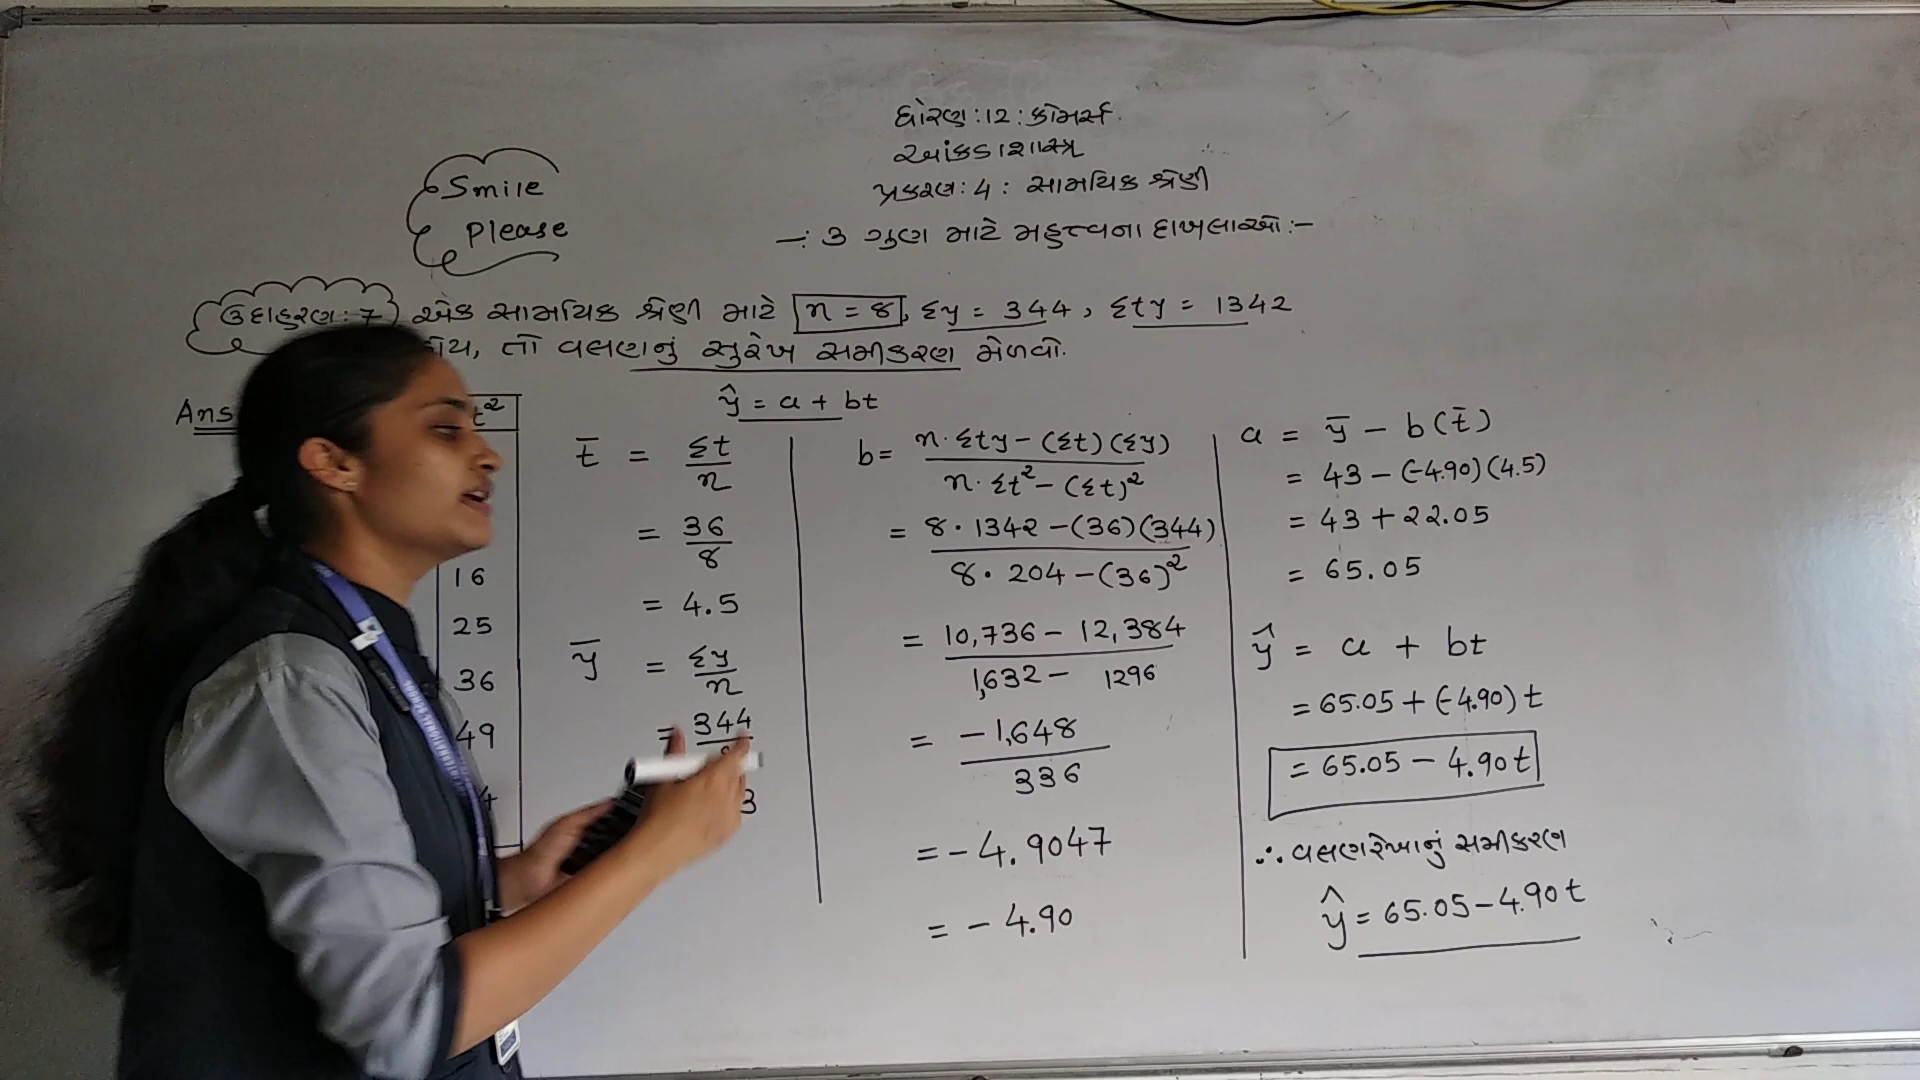 ધોરણ : 12 : કોમર્સ
આંકડાશાસ્ત્ર
પ્રકરણ : 4 : સામયિક શ્રેણી
Smile
Please
-: 3 ગુણ માટે મહત્વના દાખલાઓ :-
ઉદાહરણ : 7 એક સામયિક શ્રેણી માટે n = 8, Σy = 344, Σty = 1342
હોય, તો વલણનું સુરેખ સમીકરણ મેળવો.
Ans
ŷ = a + bt
t²
16
25
36
49
t̄ = Σt/n
= 36/8
= 4.5
ȳ = Σy/n
= 344
b = n·Σty - (Σt)(Σy) / n·Σt² - (Σt)²
= 8·1342 - (36)(344) / 8·204 - (36)²
= 10,736 - 12,384 / 1,632 - 1296
= -1,648 / 336
= -4.9047
= -4.90
a = ȳ - b(t̄)
= 43 - (-4.90)(4.5)
= 43 + 22.05
= 65.05
ŷ = a + bt
= 65.05 + (-4.90)t
= 65.05 - 4.90t
∴ વલણરેખાનું સમીકરણ
ŷ = 65.05 - 4.90t